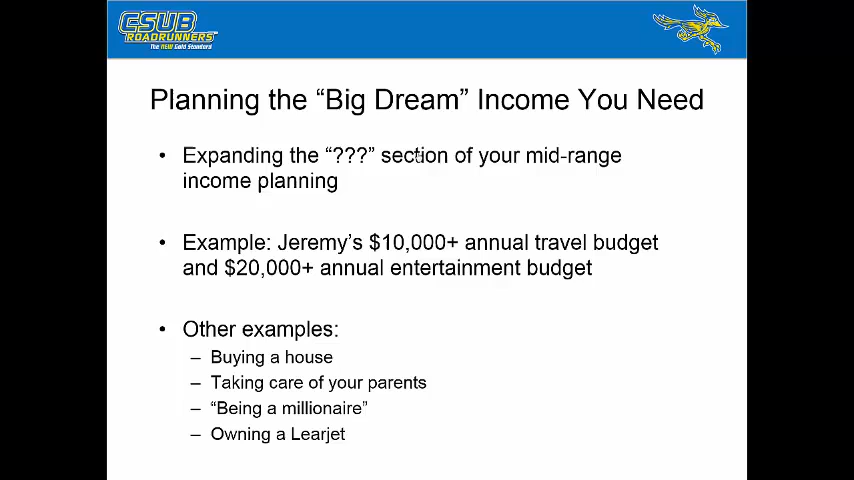 CSUB
ROADRUNNERS
The NEW Gold Standard
Planning the “Big Dream” Income You Need
• Expanding the “???” section of your mid-range
income planning
• Example: Jeremy’s $10,000+ annual travel budget
and $20,000+ annual entertainment budget
• Other examples:
– Buying a house
– Taking care of your parents
– “Being a millionaire”
– Owning a Learjet